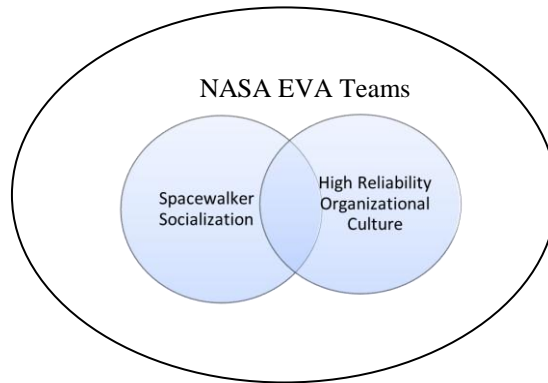 NASA EVA Teams
Spacewalker
Socialization
High Reliability
Organizational
Culture